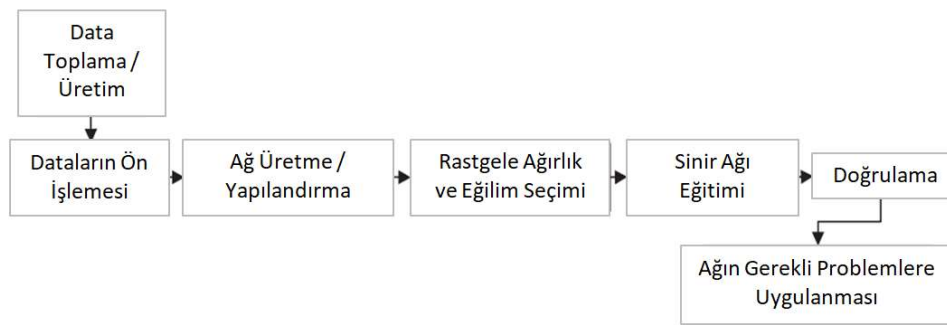 Data
Toplama /
Üretim
Dataların Ön
İşlemesi
Ağ Üretme /
Yapılandırma
Rastgele Ağırlık
ve Eğilim Seçimi
Sinir Ağı
Eğitimi
Doğrulama
Ağın Gerekli Problemlere
Uygulanması